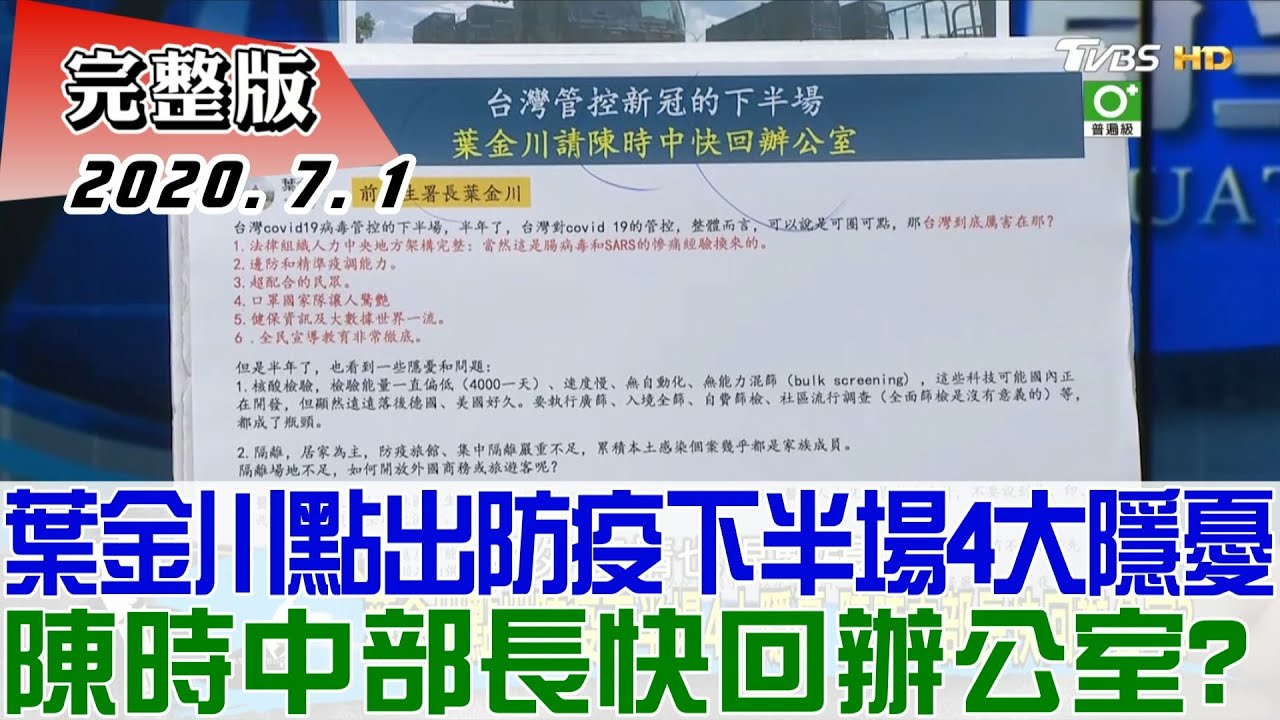 完整版
2020.7.1
TVBS HD
普遍級
台灣管控新冠的下半場
葉金川請陳時中快回辦公室
前 生署長葉金川
台灣covid19病毒管控的下半場，半年了，台灣對covid 19的管控，整體而言，可以說是可圈可點，那台灣到底厲害在那？
1.法律組織人力中央地方架構完整：當然這是腸病毒和SARS的慘痛經驗換來的。
2.邊防和精準疫調能力。
3.超配合的民眾。
4.口罩國家隊讓人驚艷
5.健保資訊及大數據世界一流。
6．全民宣導教育非常徹底。
但是半年了，也看到一些隱憂和問題：
1.核酸檢驗，檢驗能量一直偏低（4000一天）、速度慢、無自動化、無能力混篩（bulk screening），這些科技可能國內正
在開發，但顯然遠遠落後德國、美國好久。要執行廣篩、入境全篩、自費篩檢、社區流行調查（全面篩檢是沒有意義的）等，
都成了瓶頸。
2.隔離，居家為主，防疫旅館、集中隔離嚴重不足，累積本土感染個案幾乎都是家族成員。
隔離場地不足，如何開放外國商務或旅遊客呢？
葉金川點出防疫下半場4大隱憂
陳時中部長快回辦公室?